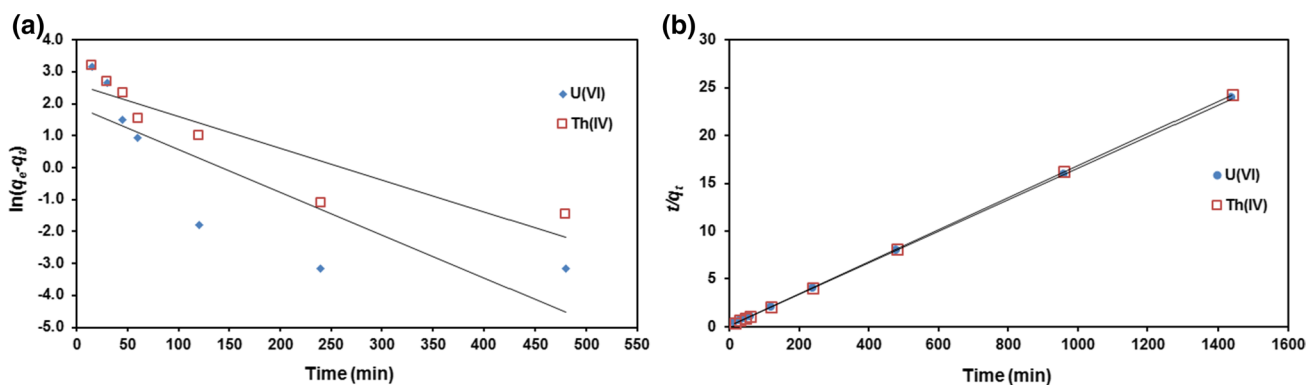 (a)
4.0
3.0
2.0
1.0
0.0
-1.0
-2.0
-3.0
-4.0
-5.0
ln(qe-qt)
0 50 100 150 200 250 300 350 400 450 500 550
Time (min)
U(VI)
Th(IV)
(b)
30
25
20
15
10
5
0
t/qt
0 200 400 600 800 1000 1200 1400 1600
Time (min)
U(VI)
Th(IV)